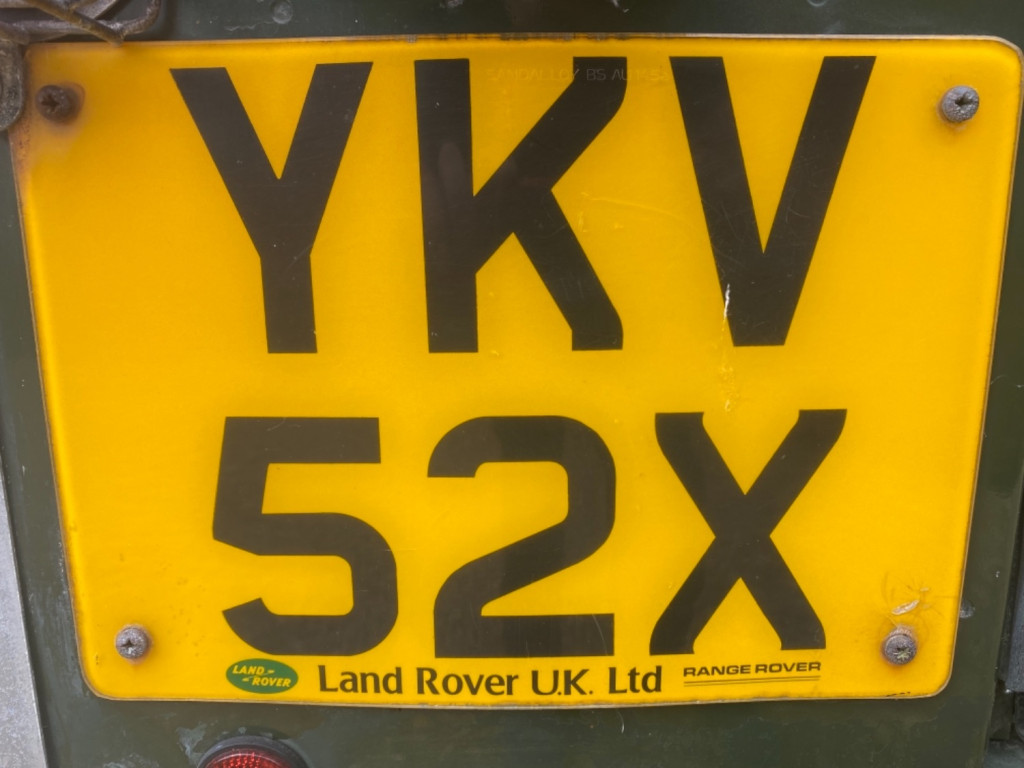 YKV
52X
LAND-
-ROVER
Land Rover U.K. Ltd
RANGE ROVER